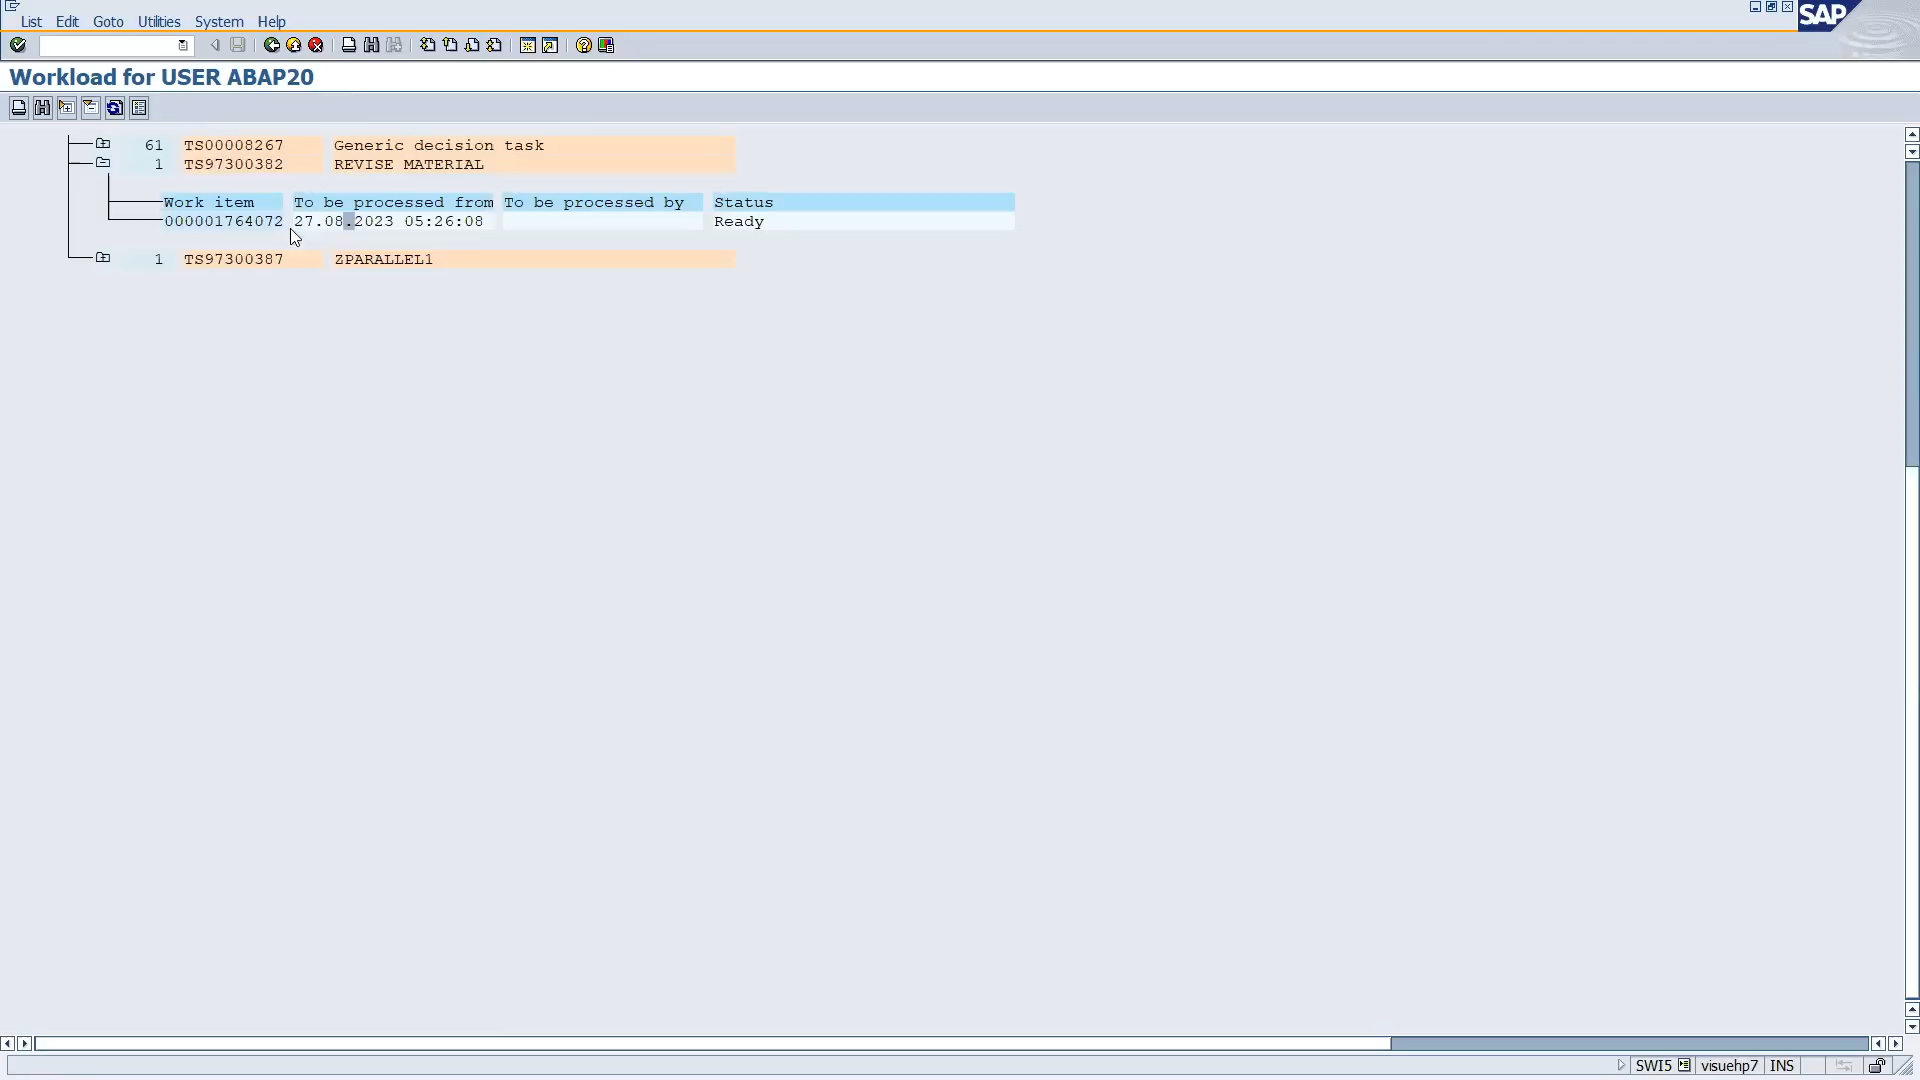 SAP
List Edit Goto Utilities System Help
Workload for USER ABAP20
61 TS00008267 Generic decision task
1 TS97300382 REVISE MATERIAL
Work item To be processed from To be processed by Status
000001764072 27.08.2023 05:26:08 Ready
1 TS97300387 ZPARALLEL1
SWI5 visuehp7 INS